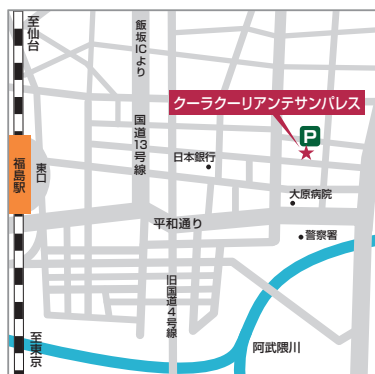 至仙台
飯坂ICより
国道13号線
クーラクーリアンテサンパレス
P
日本銀行
福島駅
東口
大原病院
平和通り
警察署
旧国道4号線
至東京
阿武隈川